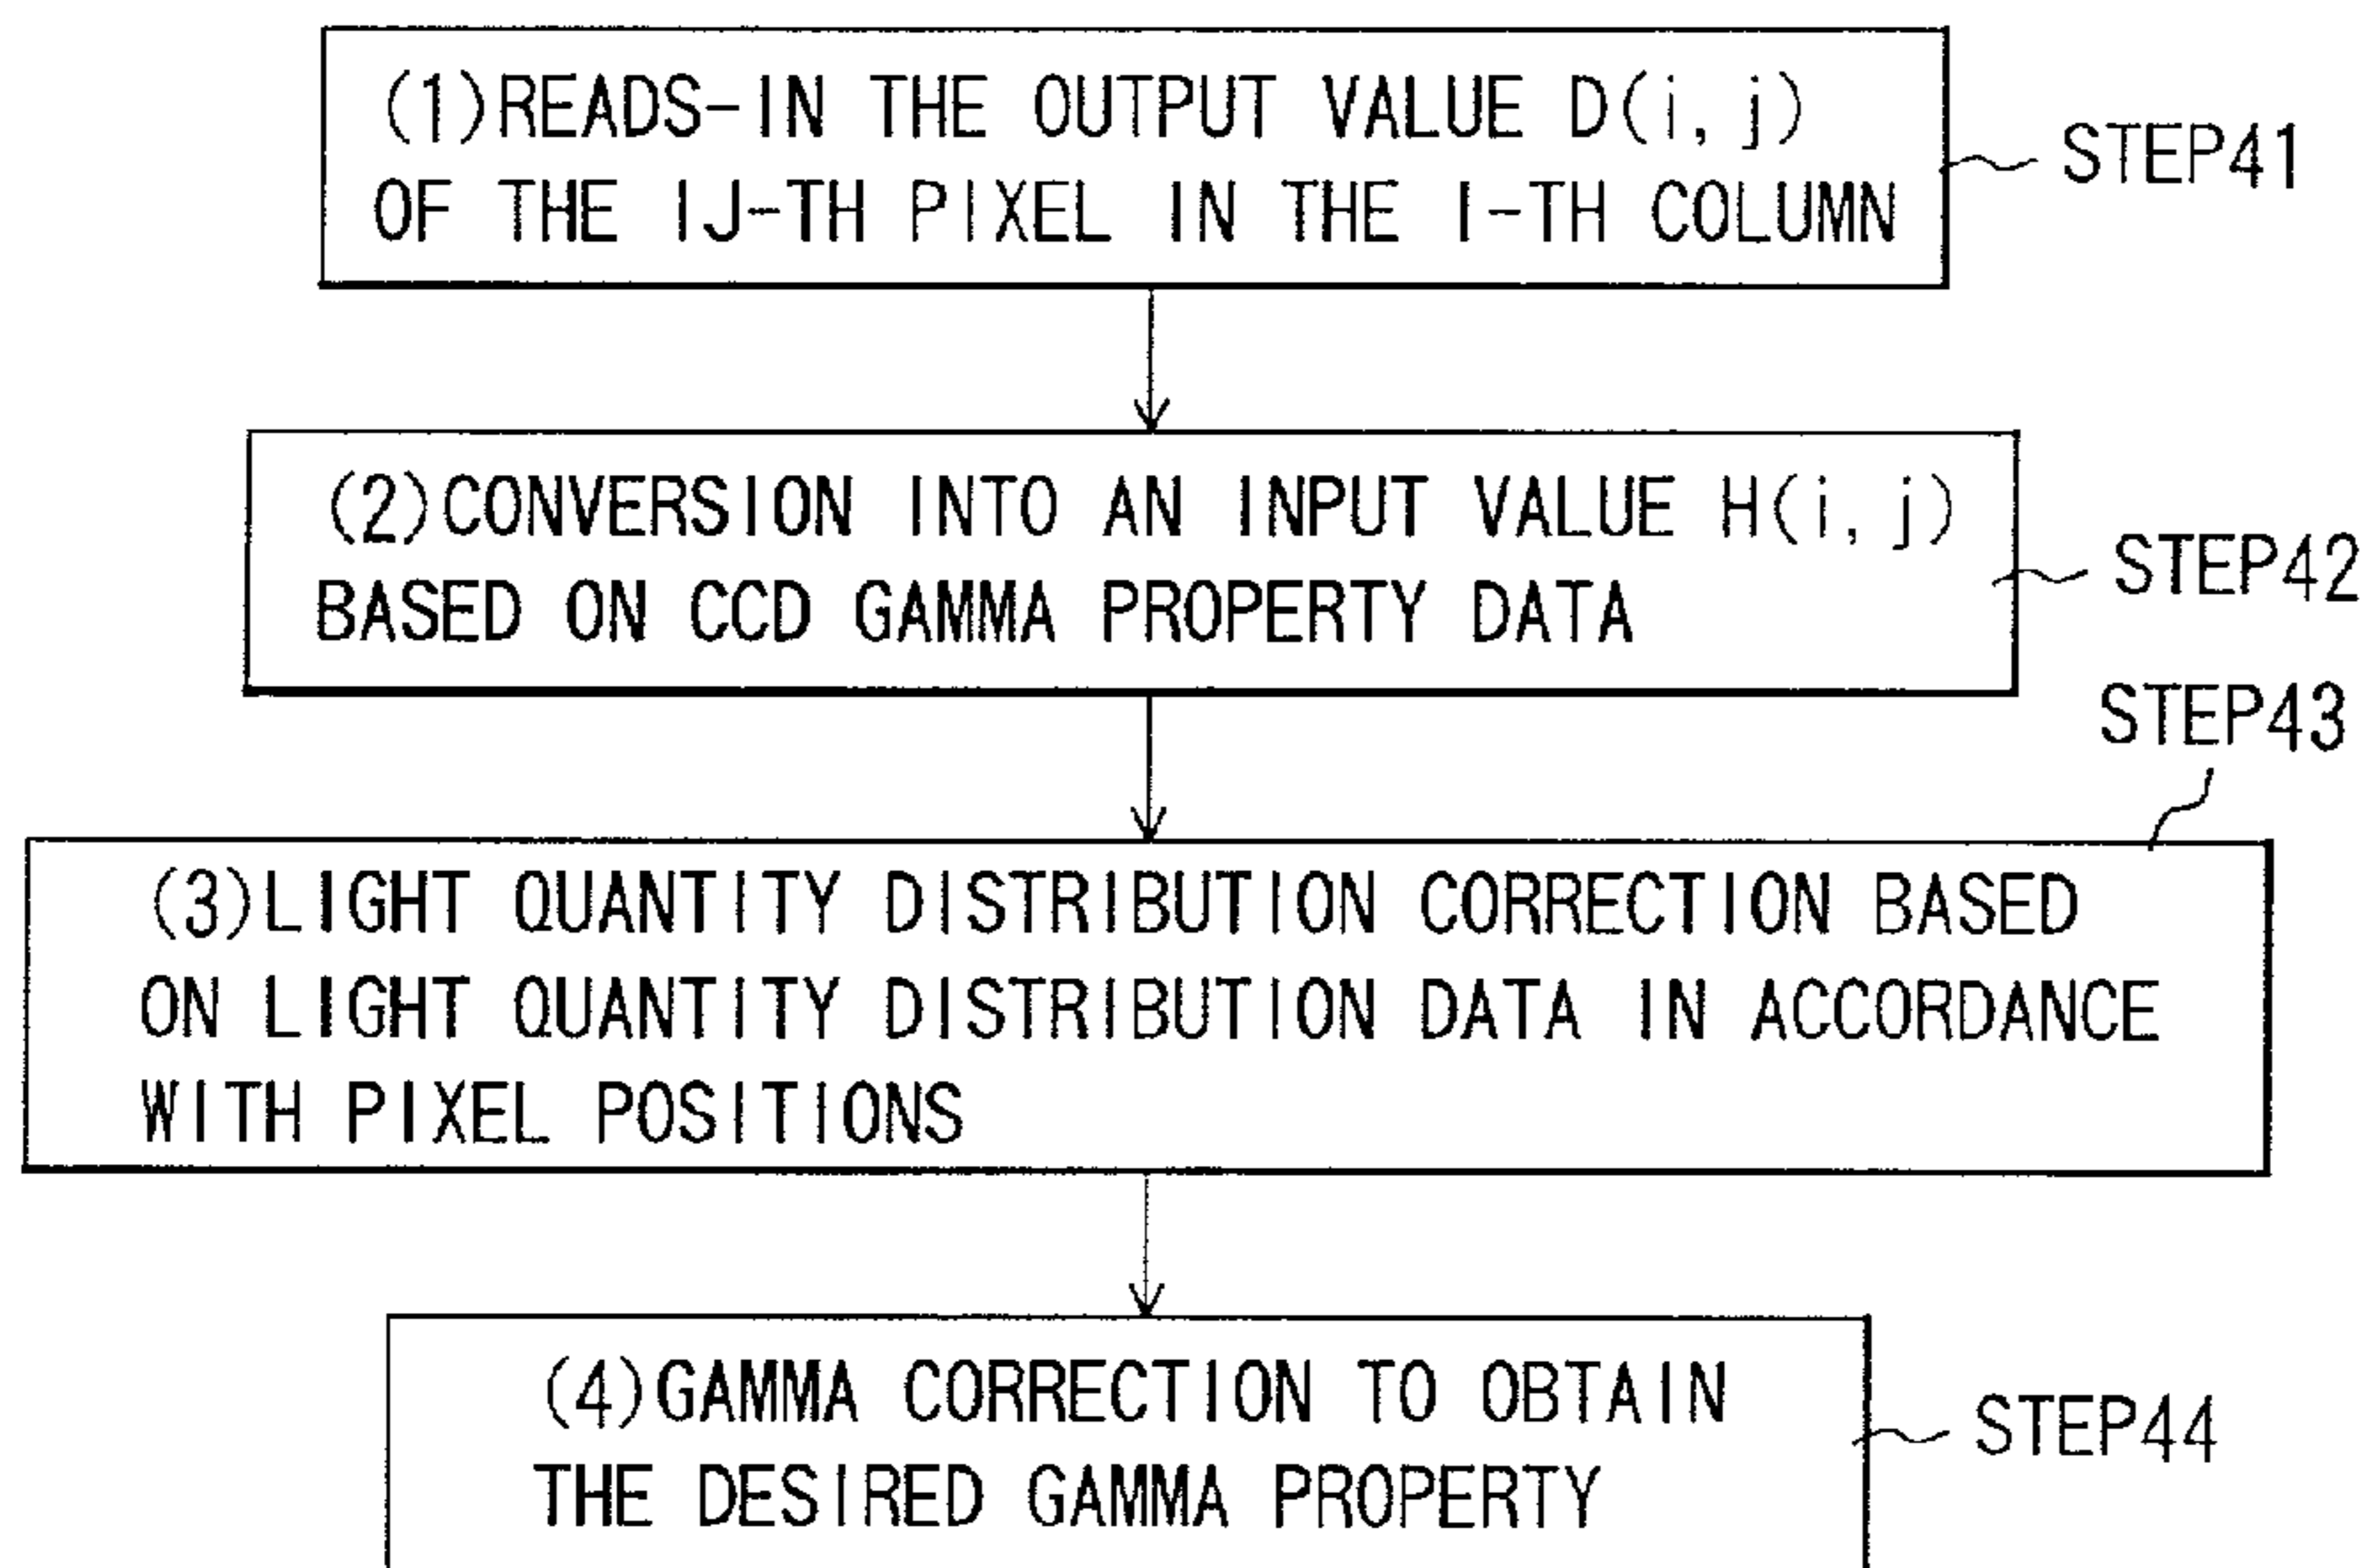 (1)READS-IN THE OUTPUT VALUE D(i, j)
OF THE IJ-TH PIXEL IN THE I-TH COLUMN
STEP41
(2)CONVERSION INTO AN INPUT VALUE H(i, j)
BASED ON CCD GAMMA PROPERTY DATA
STEP42
STEP43
(3)LIGHT QUANTITY DISTRIBUTION CORRECTION BASED
ON LIGHT QUANTITY DISTRIBUTION DATA IN ACCORDANCE
WITH PIXEL POSITIONS
(4)GAMMA CORRECTION TO OBTAIN
THE DESIRED GAMMA PROPERTY
STEP44